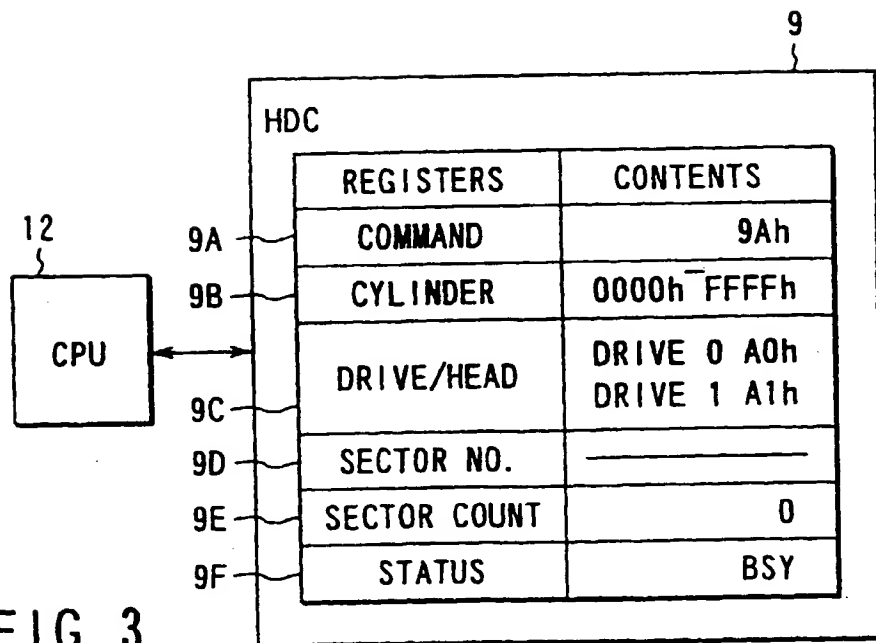 9
HDC
REGISTERS CONTENTS
12
9A COMMAND 9Ah
9B CYLINDER 0000h‾FFFFh
CPU
DRIVE/HEAD DRIVE 0 A0h
DRIVE 1 A1h
9C
9D SECTOR NO.
9E SECTOR COUNT 0
9F STATUS BSY
FIG. 3